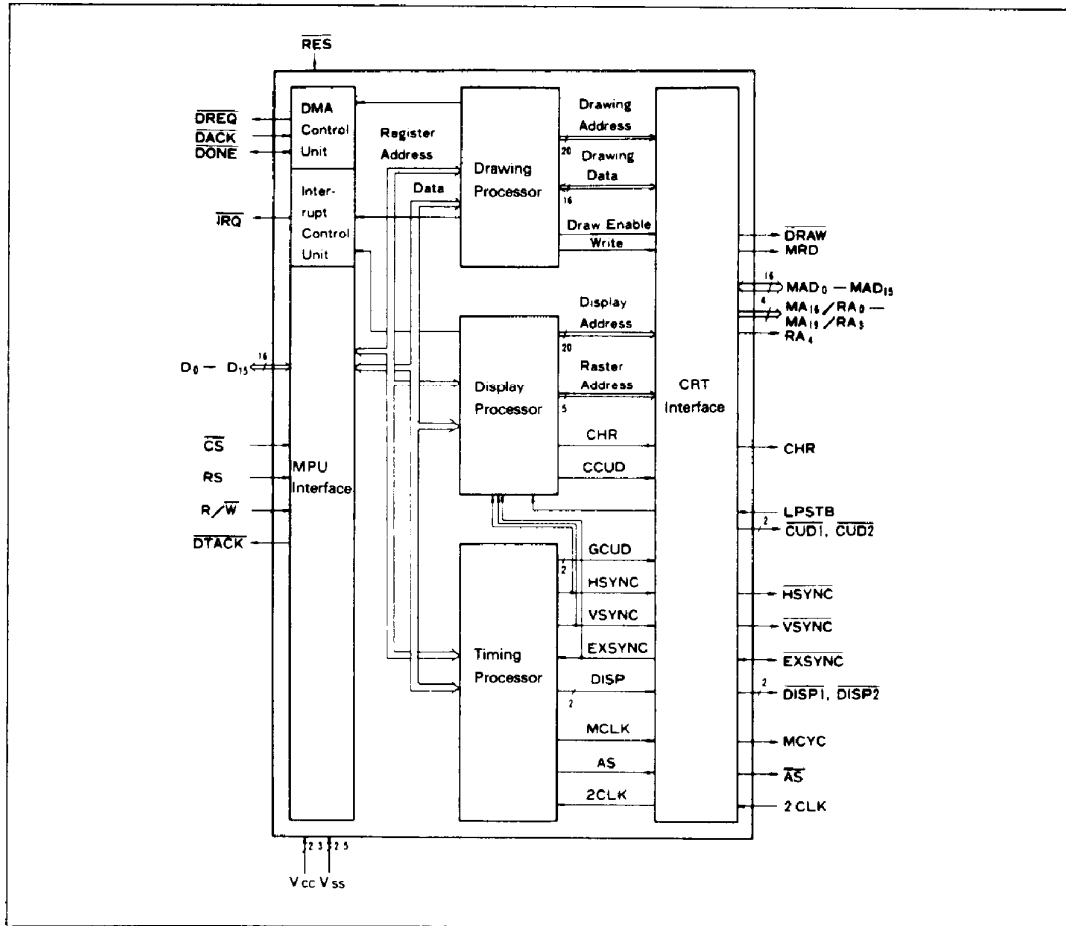 RES
DREQ
DACK
DONE
DMA
Control
Unit
IRQ
Inter-
rupt
Control
Unit
Register
Address
Data
Drawing
Processor
Drawing
Address
20
Drawing
Data
16
Draw Enable
Write
DRAW
MRD
16
MAD0 — MAD15
4
MA16/RA0 —
MA19/RA3
RA4
D0 — D15
16
CS
RS
R/W
DTACK
MPU
Interface
Display
Processor
Display
Address
20
Raster
Address
5
CHR
CCUD
CRT
Interface
CHR
LPSTB
2
CUD1, CUD2
Timing
Processor
GCUD
2
HSYNC
VSYNC
EXSYNC
DISP
2
MCLK
AS
2CLK
HSYNC
VSYNC
EXSYNC
2
DISP1, DISP2
MCYC
AS
2CLK
2 3 2 5
Vcc Vss